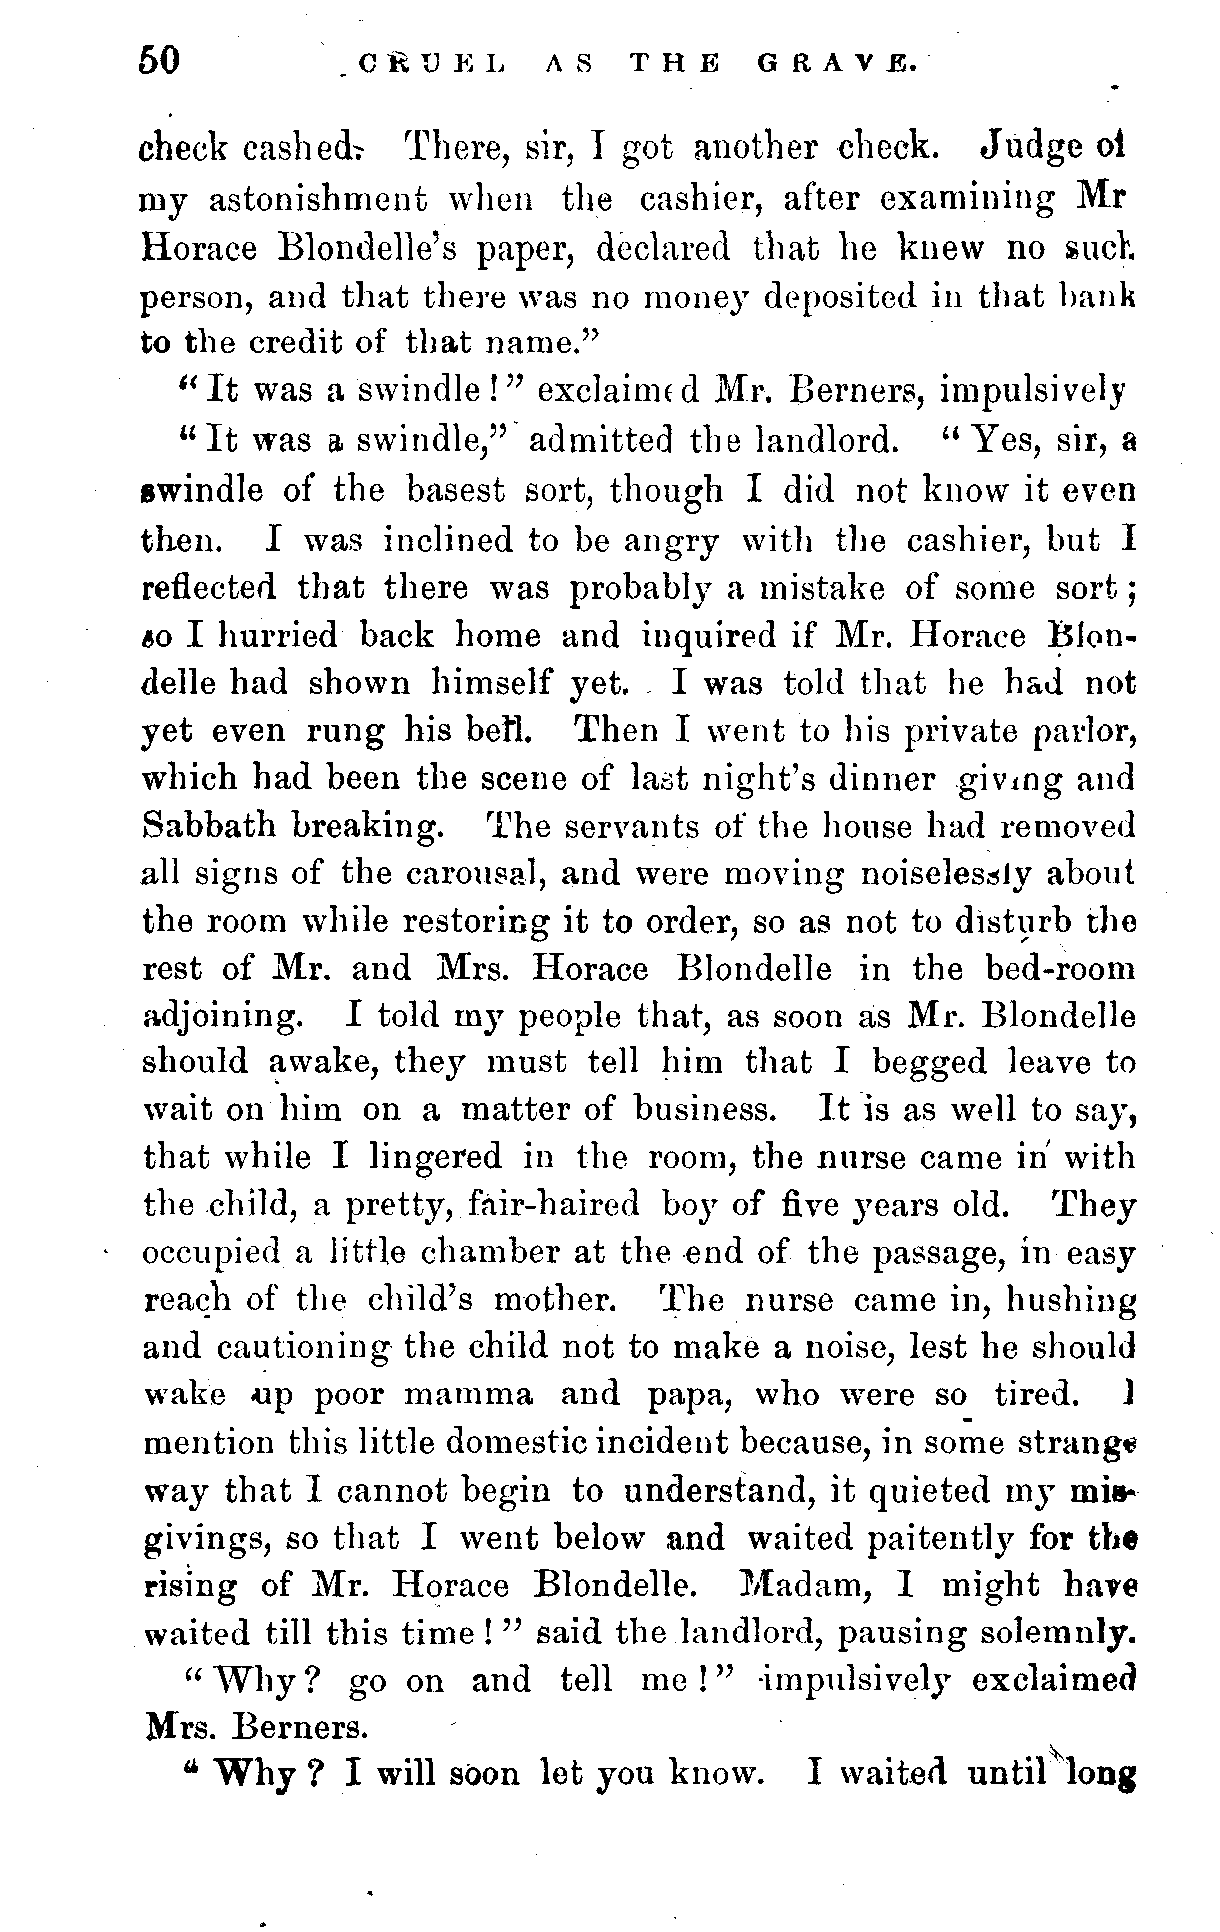 50 CRUEL AS THE GRAVE.
check cashed. There, sir, I got another check. Judge of
my astonishment when the cashier, after examining Mr
Horace Blondelle's paper, declared that he knew no such
person, and that there was no money deposited in that bank
to the credit of that name."
"It was a swindle!" exclaimed Mr. Berners, impulsively
"It was a swindle," admitted the landlord. "Yes, sir, a
swindle of the basest sort, though I did not know it even
then. I was inclined to be angry with the cashier, but I
reflected that there was probably a mistake of some sort;
so I hurried back home and inquired if Mr. Horace Blon-
delle had shown himself yet. I was told that he had not
yet even rung his bell. Then I went to his private parlor,
which had been the scene of last night's dinner giving and
Sabbath breaking. The servants of the house had removed
all signs of the carousal, and were moving noiselessly about
the room while restoring it to order, so as not to disturb the
rest of Mr. and Mrs. Horace Blondelle in the bed-room
adjoining. I told my people that, as soon as Mr. Blondelle
should awake, they must tell him that I begged leave to
wait on him on a matter of business. It is as well to say,
that while I lingered in the room, the nurse came in with
the child, a pretty, fair-haired boy of five years old. They
occupied a little chamber at the end of the passage, in easy
reach of the child's mother. The nurse came in, hushing
and cautioning the child not to make a noise, lest he should
wake up poor mamma and papa, who were so tired. I
mention this little domestic incident because, in some strange
way that I cannot begin to understand, it quieted my mis-
givings, so that I went below and waited paitently for the
rising of Mr. Horace Blondelle. Madam, I might have
waited till this time!" said the landlord, pausing solemnly.
"Why? go on and tell me!" impulsively exclaimed
Mrs. Berners.
"Why? I will soon let you know. I waited until long